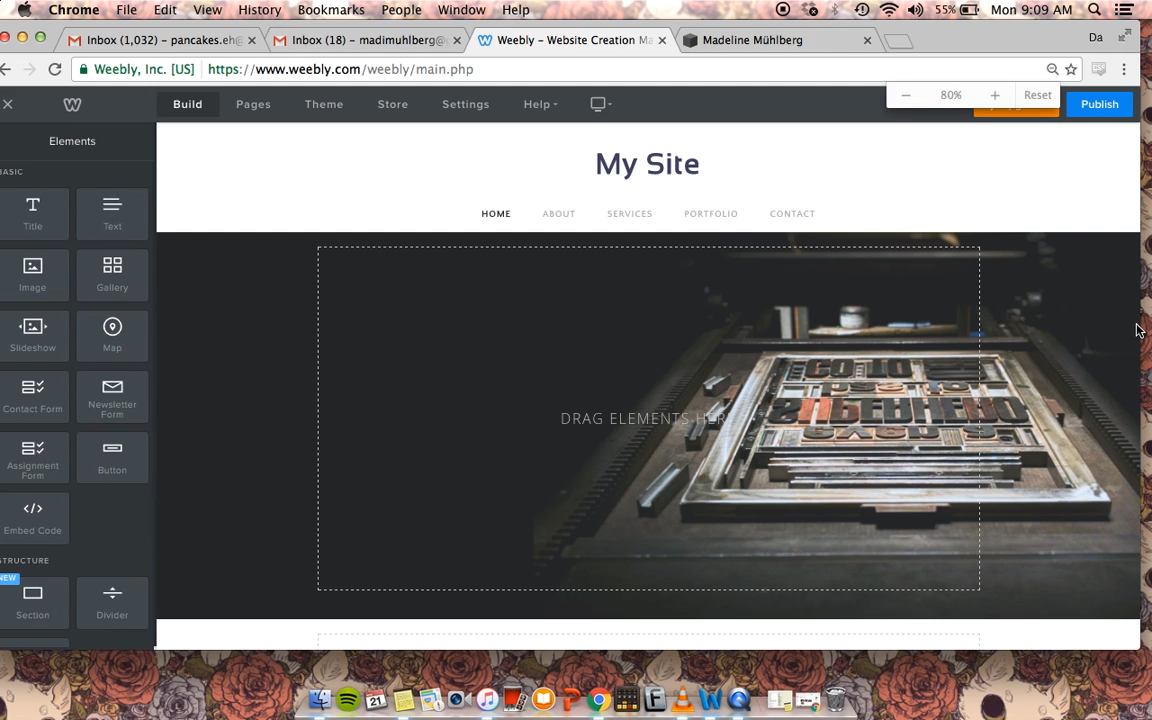 Chrome File Edit View History Bookmarks People Window Help 55% Mon 9:09 AM
Inbox (1,032) - pancakes.eh@ Inbox (18) - madimuhlberg@ Weebly - Website Creation Ma Madeline Mühlberg Da
Weebly, Inc. [US] https://www.weebly.com/weebly/main.php
80% Reset
Build Pages Theme Store Settings Help Publish
Elements
BASIC
Title Text
Image Gallery
Slideshow Map
Contact Form Newsletter Form
Assignment Form Button
Embed Code
STRUCTURE
NEW
Section Divider
My Site
HOME ABOUT SERVICES PORTFOLIO CONTACT
DRAG ELEMENTS HERE
21